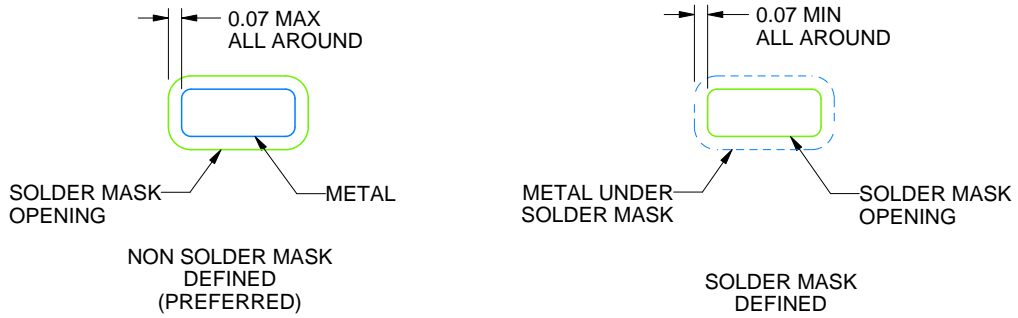 0.07 MAX
ALL AROUND
SOLDER MASK
OPENING
METAL
NON SOLDER MASK
DEFINED
(PREFERRED)
0.07 MIN
ALL AROUND
METAL UNDER
SOLDER MASK
SOLDER MASK
OPENING
SOLDER MASK
DEFINED